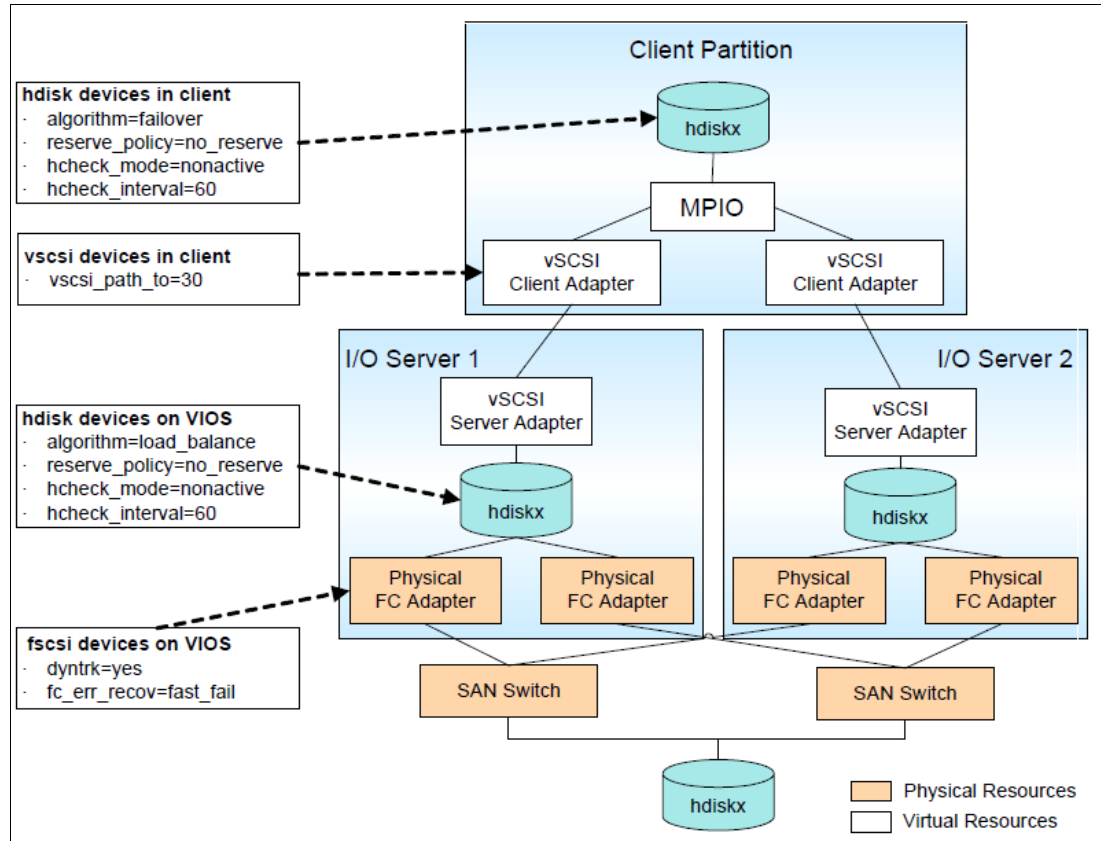 Client Partition
hdisk devices in client
· algorithm=failover
· reserve_policy=no_reserve
· hcheck_mode=nonactive
· hcheck_interval=60
hdiskx
MPIO
vscsi devices in client
· vscsi_path_to=30
vSCSI
Client Adapter
vSCSI
Client Adapter
I/O Server 1
I/O Server 2
vSCSI
Server Adapter
vSCSI
Server Adapter
hdisk devices on VIOS
· algorithm=load_balance
· reserve_policy=no_reserve
· hcheck_mode=nonactive
· hcheck_interval=60
hdiskx
hdiskx
Physical
FC Adapter
Physical
FC Adapter
Physical
FC Adapter
Physical
FC Adapter
fscsi devices on VIOS
· dyntrk=yes
· fc_err_recov=fast_fail
SAN Switch
SAN Switch
hdiskx
Physical Resources
Virtual Resources